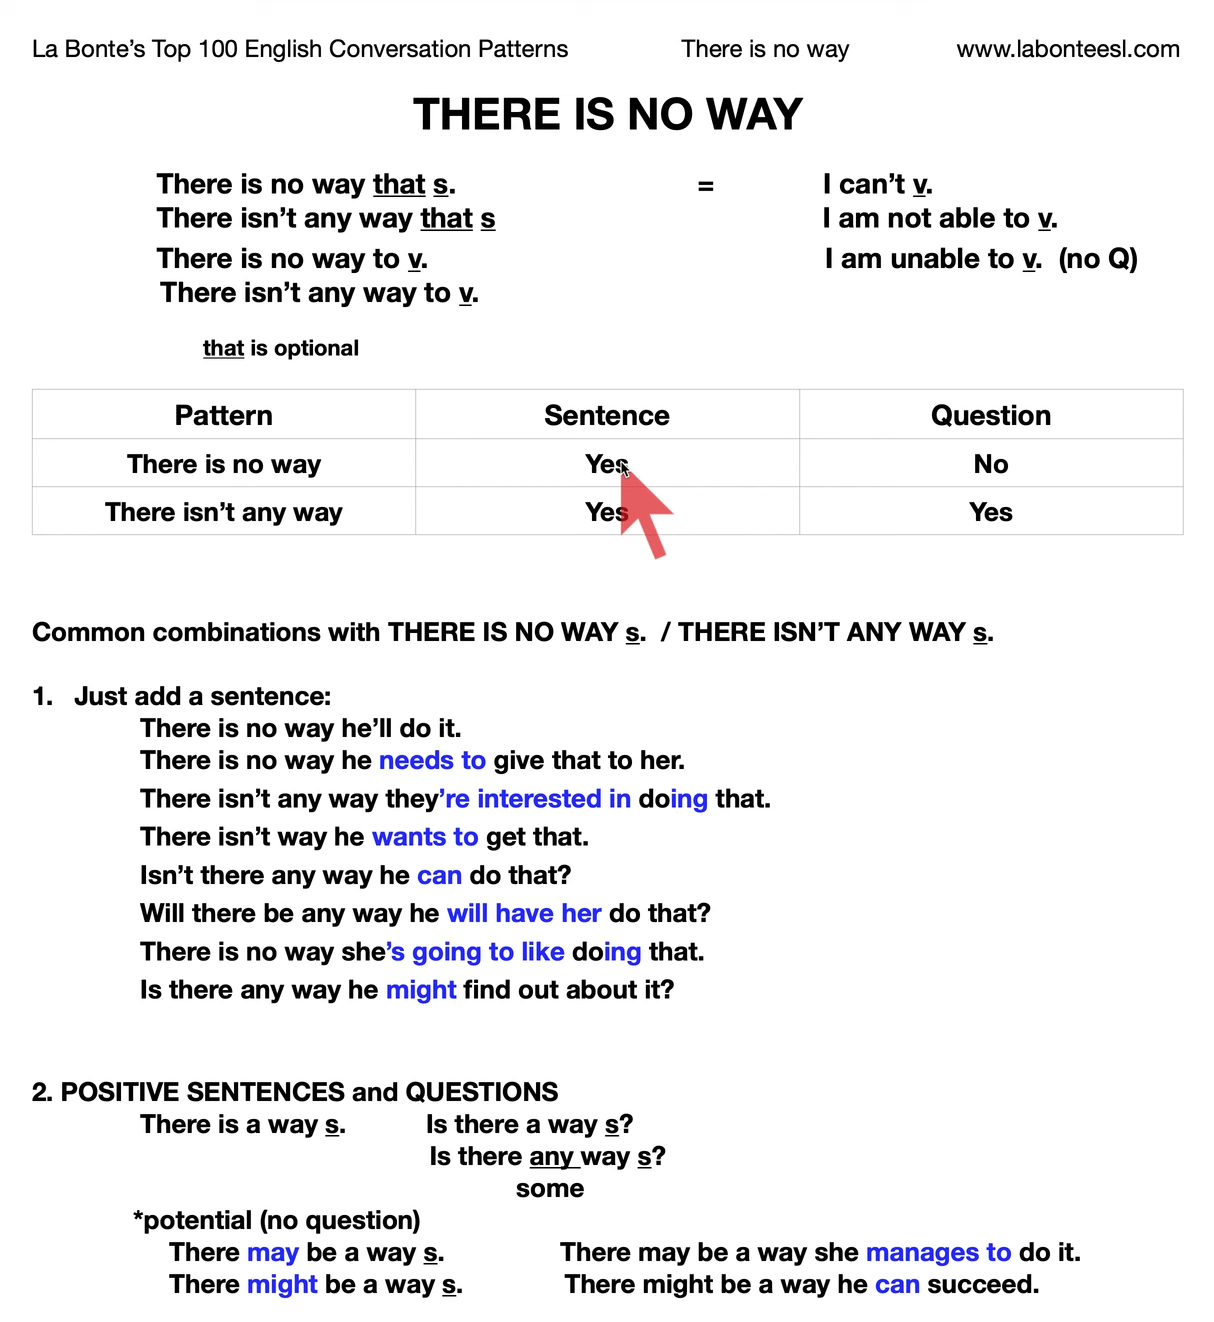 La Bonte’s Top 100 English Conversation Patterns There is no way www.labonteesl.com
THERE IS NO WAY
There is no way that s. = I can’t v.
There isn’t any way that s I am not able to v.
There is no way to v. I am unable to v. (no Q)
There isn’t any way to v.
that is optional
Pattern Sentence Question
There is no way Yes No
There isn’t any way Yes Yes
Common combinations with THERE IS NO WAY s. / THERE ISN’T ANY WAY s.
1. Just add a sentence:
There is no way he’ll do it.
There is no way he needs to give that to her.
There isn’t any way they’re interested in doing that.
There isn’t way he wants to get that.
Isn’t there any way he can do that?
Will there be any way he will have her do that?
There is no way she’s going to like doing that.
Is there any way he might find out about it?
2. POSITIVE SENTENCES and QUESTIONS
There is a way s. Is there a way s?
Is there any way s?
some
*potential (no question)
There may be a way s. There may be a way she manages to do it.
There might be a way s. There might be a way he can succeed.